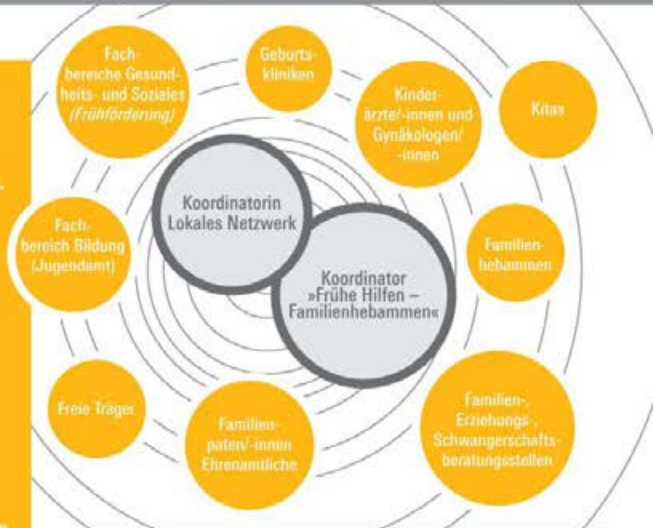 Fach-
bereiche Gesund-
heits- und Soziales
(Frühförderung)
Geburts-
kliniken
Kinder-
ärzte/-innen und
Gynäkologen/
-innen
Kitas
Koordinatorin
Lokales Netzwerk
Fach-
bereich Bildung
(Jugendamt)
Koordinator
»Frühe Hilfen –
Familienhebammen«
Familien-
hebammen
Freie Träger
Familien-
paten/-innen
Ehrenamtliche
Familien-,
Erziehungs-,
Schwangerschafts-
beratungsstellen